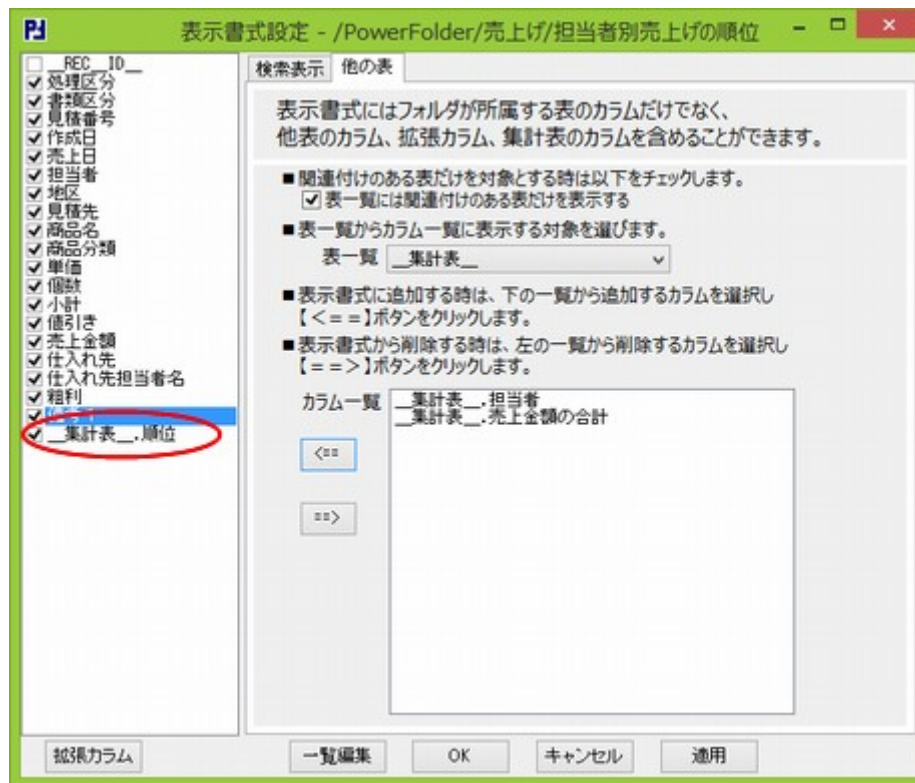 表示書式設定 - /PowerFolder/売上げ/担当者別売上げの順位
__REC_ID__
処理区分
書類区分
見積番号
作成日
売上日
担当者
地区
見積先
商品名
商品分類
単価
個数
小計
値引き
売上金額
仕入れ先
仕入れ先担当者名
粗利
__集計表__.順位
拡張カラム
検索表示 他の表
表示書式にはフォルダが所属する表のカラムだけでなく、
他表のカラム、拡張カラム、集計表のカラムを含めることができます。
■関連付けのある表だけを対象とする時は以下をチェックします。
表一覧には関連付けのある表だけを表示する
■表一覧からカラム一覧に表示する対象を選びます。
表一覧 __集計表__
■表示書式に追加する時は、下の一覧から追加するカラムを選択し
【<==】ボタンをクリックします。
■表示書式から削除する時は、左の一覧から削除するカラムを選択し
【==>】ボタンをクリックします。
カラム一覧 __集計表__.担当者
__集計表__.売上金額の合計
<==
==>
一覧編集 OK キャンセル 適用